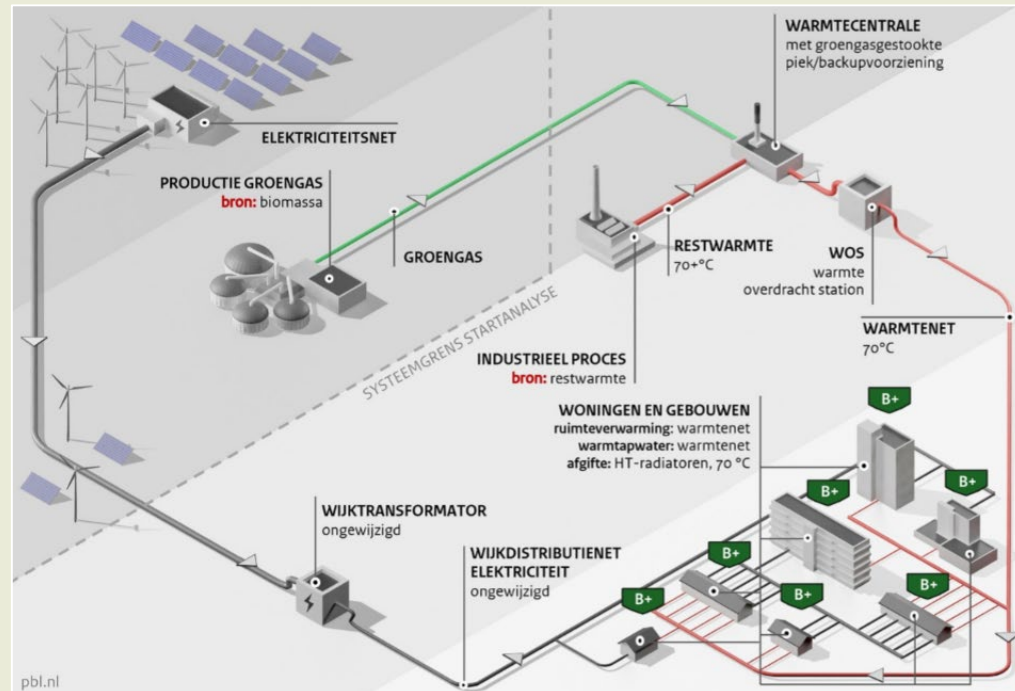 WARMTECENTRALE
met groengasgestookte
piek/backupvoorziening
ELEKTRICITEITSNET
PRODUCTIE GROENGAS
bron: biomassa
GROENGAS
RESTWARMTE
70+°C
WOS
warmte
overdracht station
WARMTENET
70°C
SYSTEEMGRENS STARTANALYSE
INDUSTRIEEL PROCES
bron: restwarmte
WONINGEN EN GEBOUWEN
ruimteverwarming: warmtenet
warmtapwater: warmtenet
afgifte: HT-radiatoren, 70 °C
B+
B+
B+
B+
B+
B+
B+
WIJKTRANSFORMATOR
ongewijzigd
WIJKDISTRIBUTIENET
ELEKTRICITEIT
ongewijzigd
pbl.nl